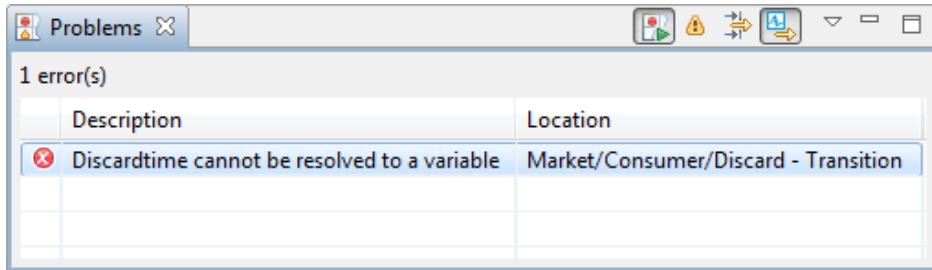 Problems
1 error(s)
Description Location
Discardtime cannot be resolved to a variable Market/Consumer/Discard - Transition